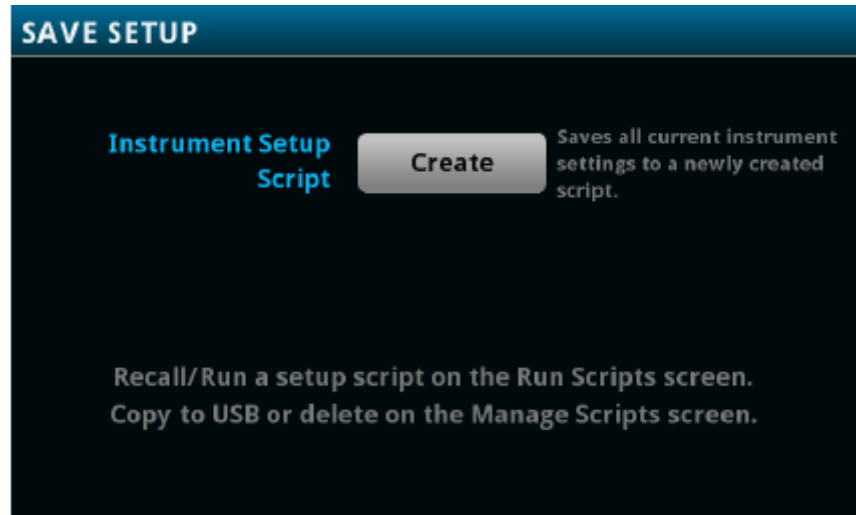 SAVE SETUP
Instrument Setup
Script
Create
Saves all current instrument
settings to a newly created
script.
Recall/Run a setup script on the Run Scripts screen.
Copy to USB or delete on the Manage Scripts screen.